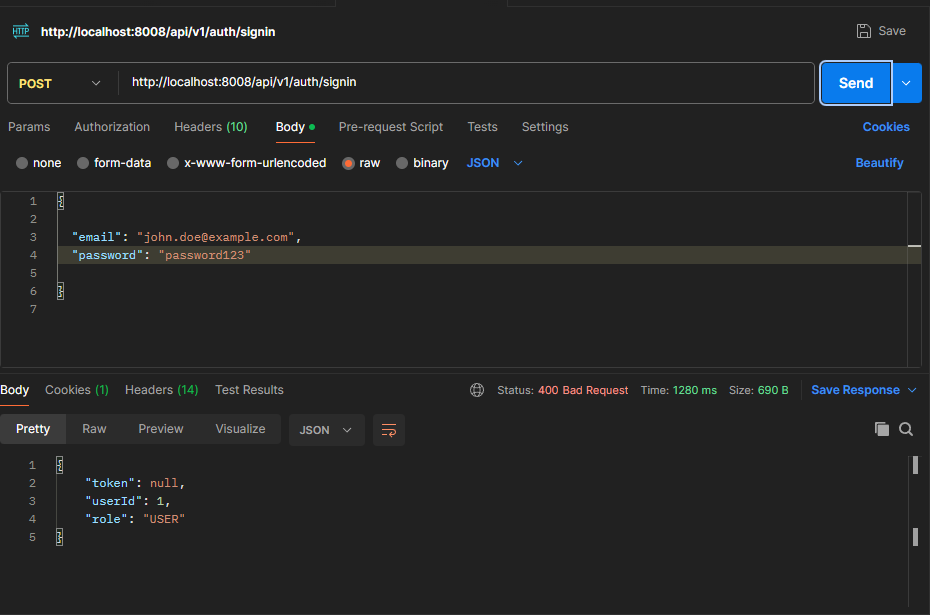 HTTP http://localhost:8008/api/v1/auth/signin Save
POST http://localhost:8008/api/v1/auth/signin Send
Params Authorization Headers (10) Body Pre-request Script Tests Settings Cookies
none form-data x-www-form-urlencoded raw binary JSON Beautify
1 {
2
3 "email": "john.doe@example.com",
4 "password": "password123"
5
6 }
7
Body Cookies (1) Headers (14) Test Results Status: 400 Bad Request Time: 1280 ms Size: 690 B Save Response
Pretty Raw Preview Visualize JSON
1 {
2 "token": null,
3 "userId": 1,
4 "role": "USER"
5 }